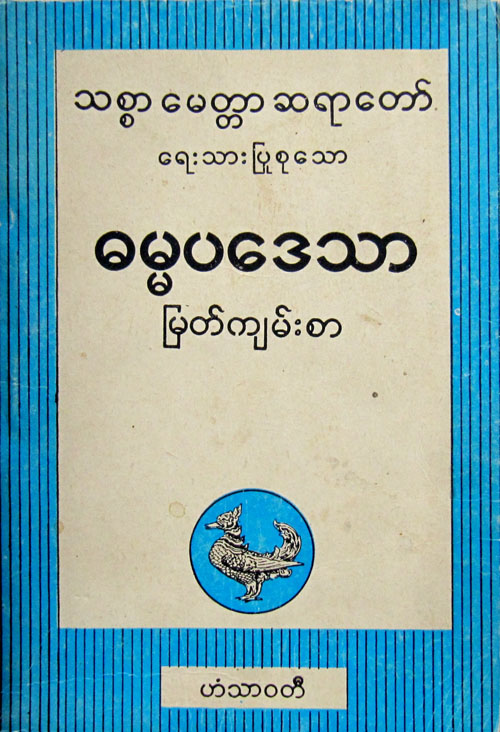 သစ္စာ မေတ္တာ ဆရာတော်
ရေးသားပြုစုသော
ဓမ္မပဒေသာ
မြတ်ကျမ်းစာ
ဟံသာဝတီ